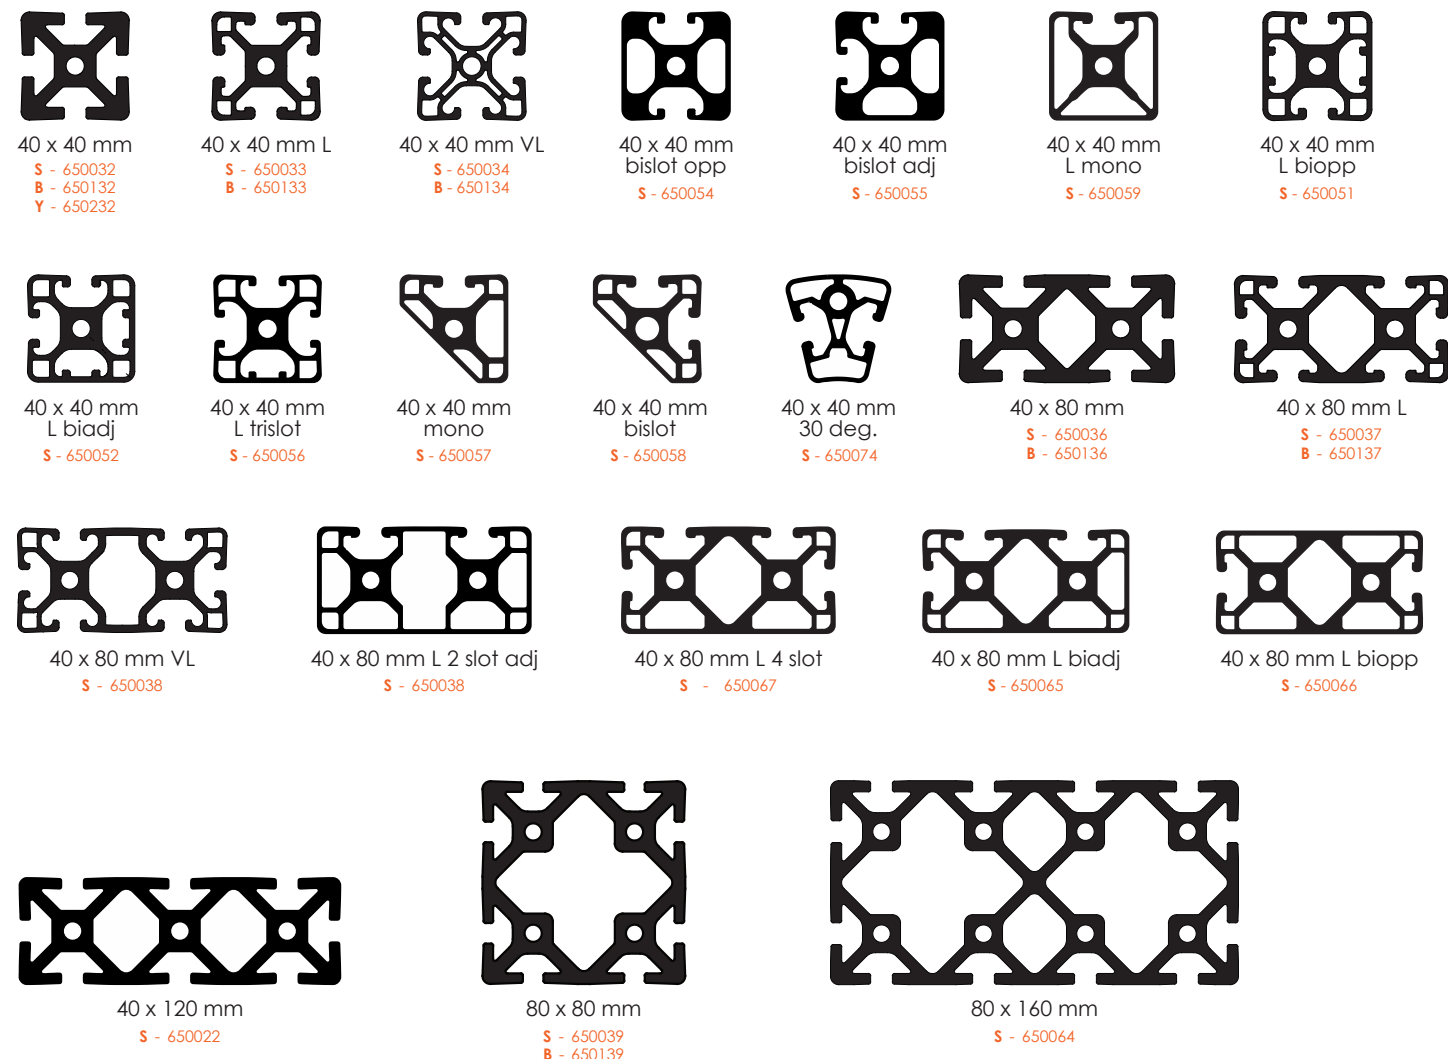 40 x 40 mm
S - 650032
B - 650132
Y - 650232
40 x 40 mm L
S - 650033
B - 650133
40 x 40 mm VL
S - 650034
B - 650134
40 x 40 mm
bislot opp
S - 650054
40 x 40 mm
bislot adj
S - 650055
40 x 40 mm
L mono
S - 650059
40 x 40 mm
L biopp
S - 650051
40 x 40 mm
L biadj
S - 650052
40 x 40 mm
L trislot
S - 650056
40 x 40 mm
mono
S - 650057
40 x 40 mm
bislot
S - 650058
40 x 40 mm
30 deg.
S - 650074
40 x 80 mm
S - 650036
B - 650136
40 x 80 mm L
S - 650037
B - 650137
40 x 80 mm VL
S - 650038
40 x 80 mm L 2 slot adj
S - 650038
40 x 80 mm L 4 slot
S - 650067
40 x 80 mm L biadj
S - 650065
40 x 80 mm L biopp
S - 650066
40 x 120 mm
S - 650022
80 x 80 mm
S - 650039
B - 650139
80 x 160 mm
S - 650064